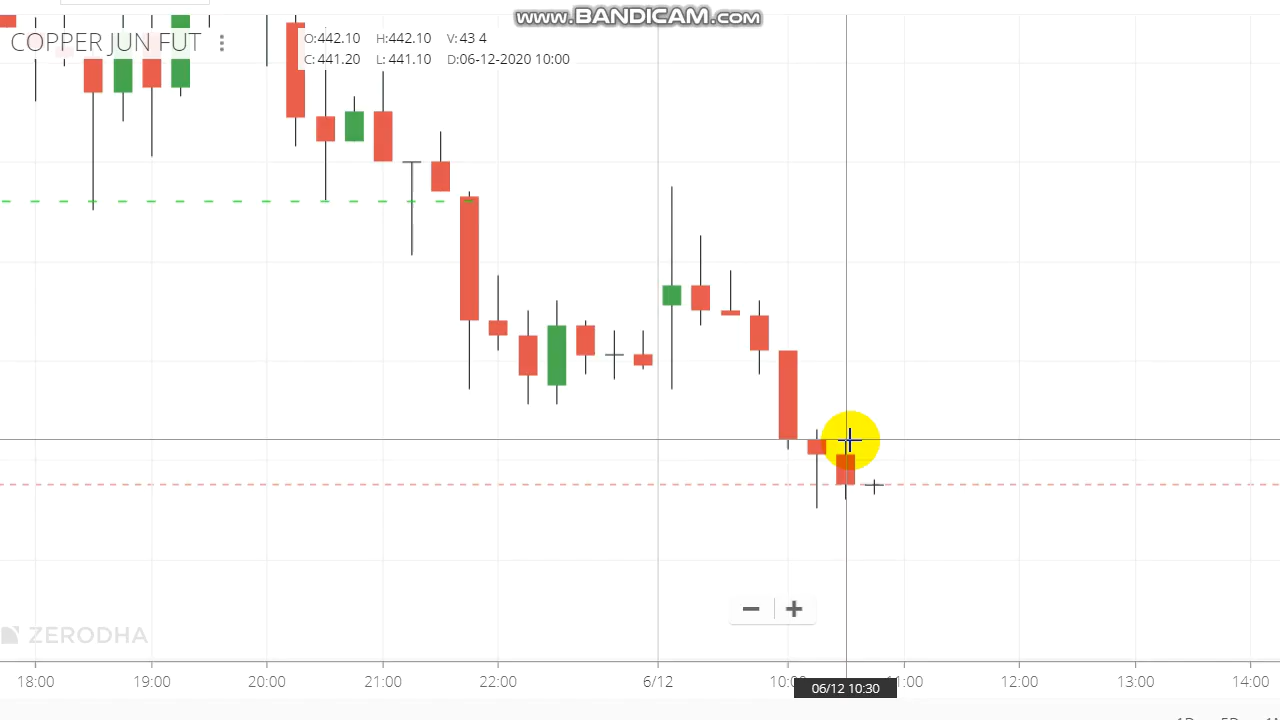 www.BANDICAM.com
COPPER JUN FUT
O:442.10 H:442.10 V:43 4
C:441.20 L:441.10 D:06-12-2020 10:00
ZERODHA
18:00 19:00 20:00 21:00 22:00 6/12 06/12 10:30 12:00 13:00 14:00